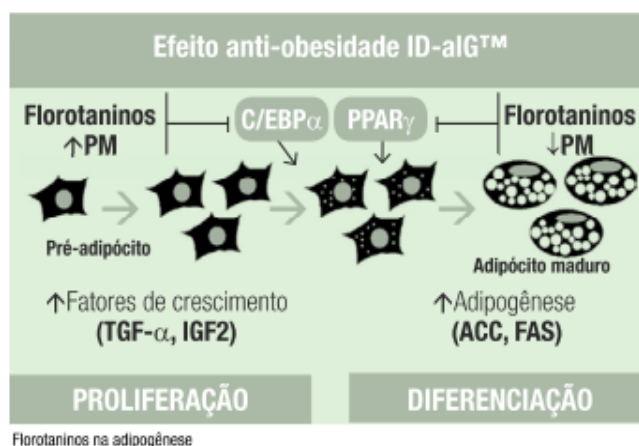 Efeito anti-obesidade ID-aIG™
Florotaninos
↑PM
C/EBPα
PPARγ
Florotaninos
↓PM
Pré-adipócito
Adipócito maduro
↑Fatores de crescimento
(TGF-α, IGF2)
↑Adipogênese
(ACC, FAS)
PROLIFERAÇÃO
DIFERENCIAÇÃO
Florotaninos na adipogênese